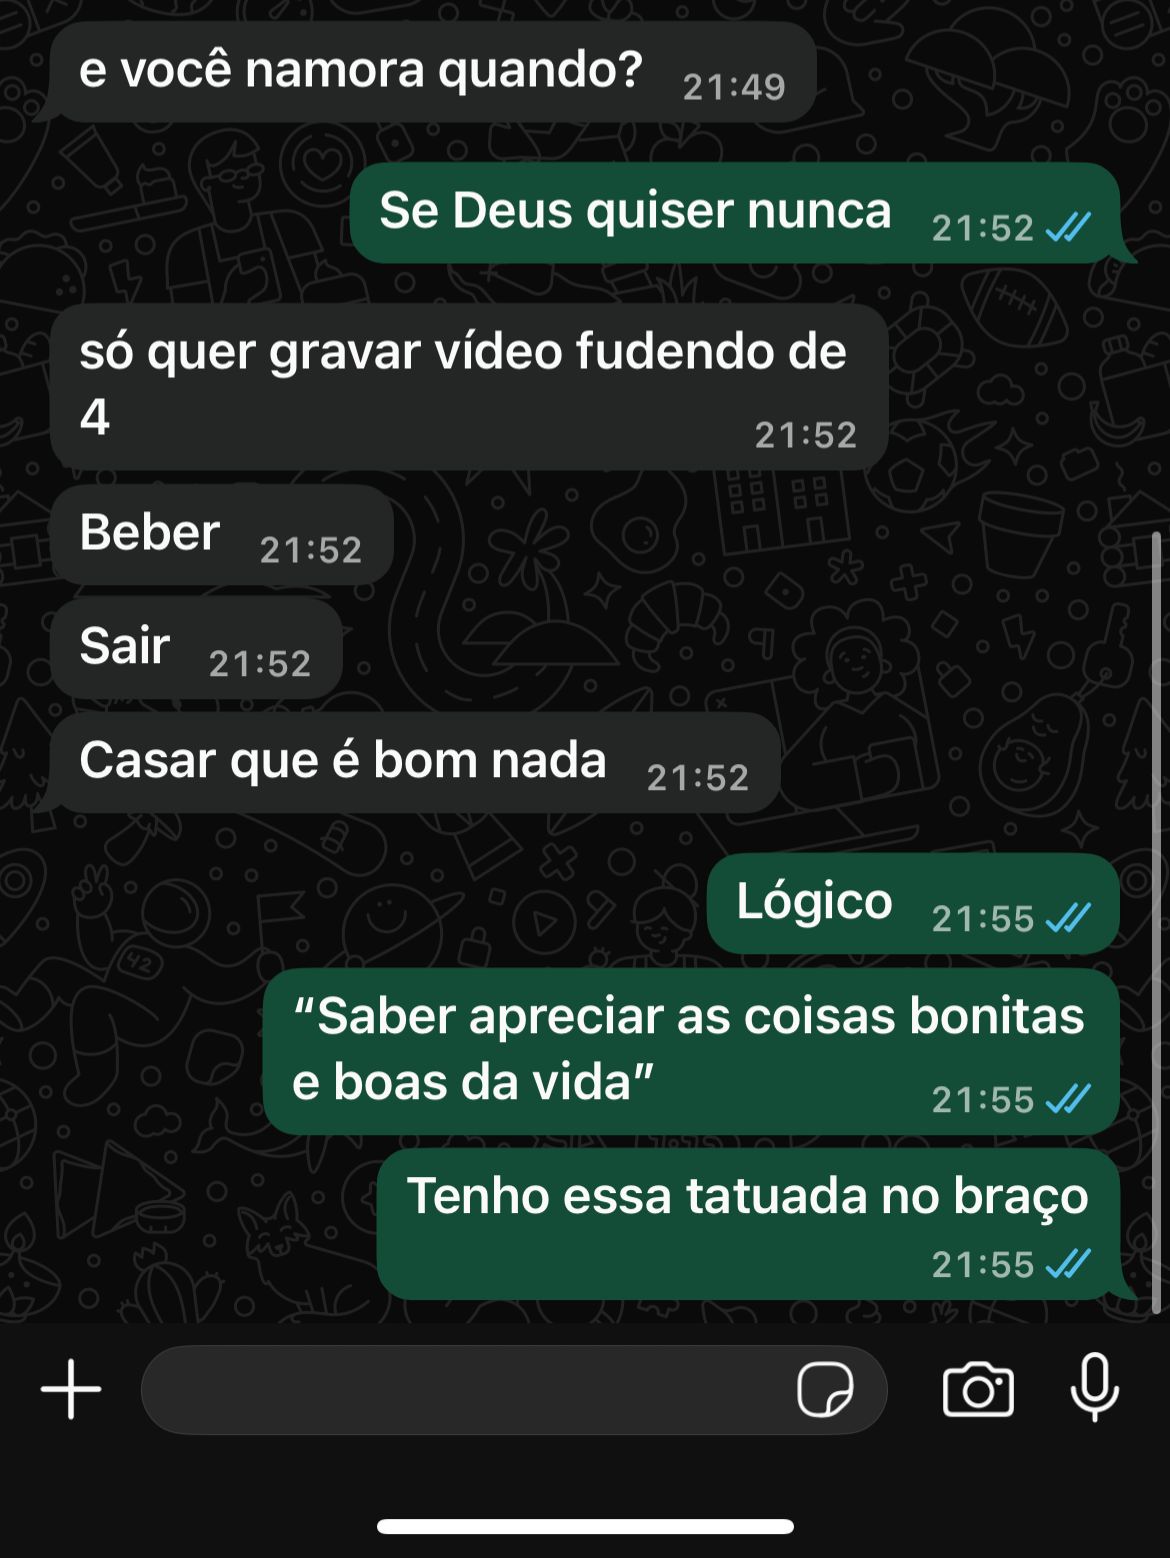 e você namora quando? 21:49
Se Deus quiser nunca 21:52
só quer gravar vídeo fudendo de
4 21:52
Beber 21:52
Sair 21:52
Casar que é bom nada 21:52
Lógico 21:55
“Saber apreciar as coisas bonitas
e boas da vida” 21:55
Tenho essa tatuada no braço
21:55